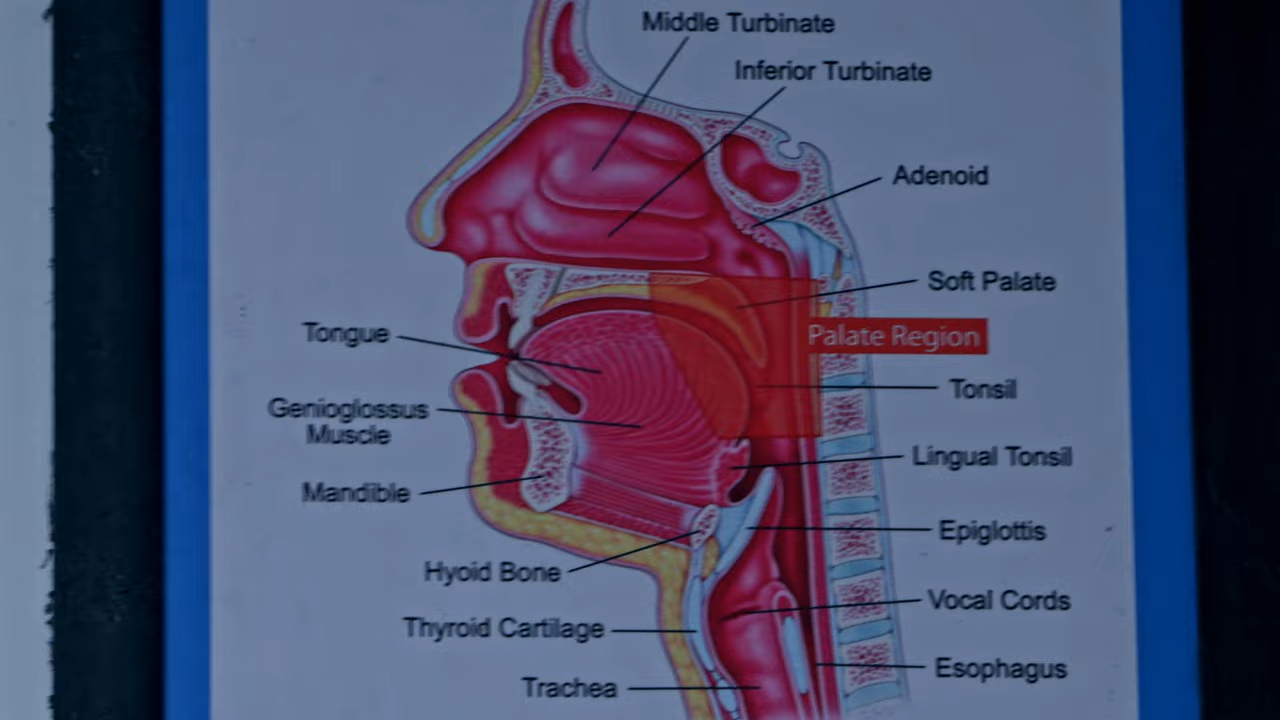 Middle Turbinate
Inferior Turbinate
Adenoid
Soft Palate
Tongue
Palate Region
Tonsil
Genioglossus
Muscle
Lingual Tonsil
Mandible
Epiglottis
Hyoid Bone
Vocal Cords
Thyroid Cartilage
Esophagus
Trachea